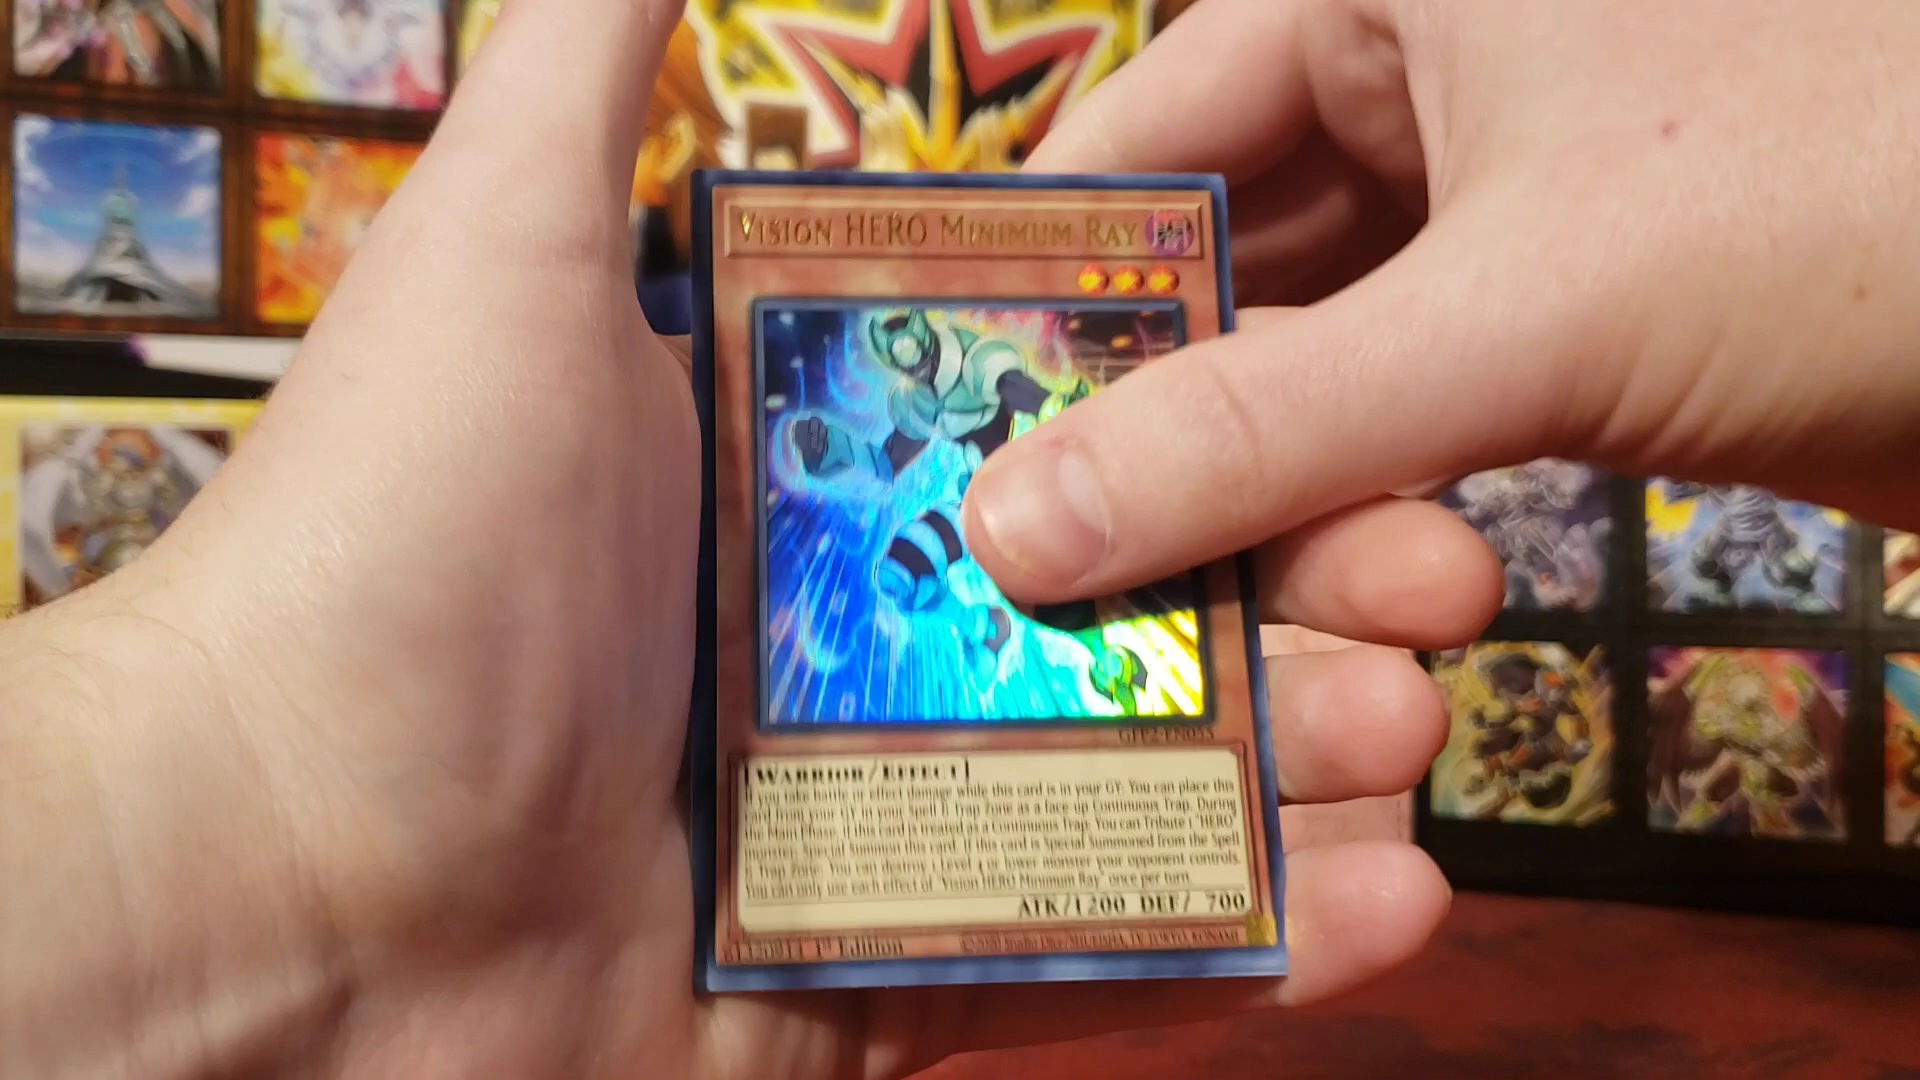 Vision HERO Minimum Ray
GFP2-EN055
[Warrior/Effect]
If you take battle or effect damage while this card is in your GY: You can place this
card from your GY in your Spell & Trap Zone as a face-up Continuous Trap. During
the Main Phase, if this card is treated as a Continuous Trap: You can Tribute 1 "HERO"
monster; Special Summon this card. If this card is Special Summoned from the Spell
& Trap Zone: You can destroy 1 Level 4 or lower monster your opponent controls.
You can only use each effect of "Vision HERO Minimum Ray" once per turn.
ATK/1200 DEF/ 700
1st Edition